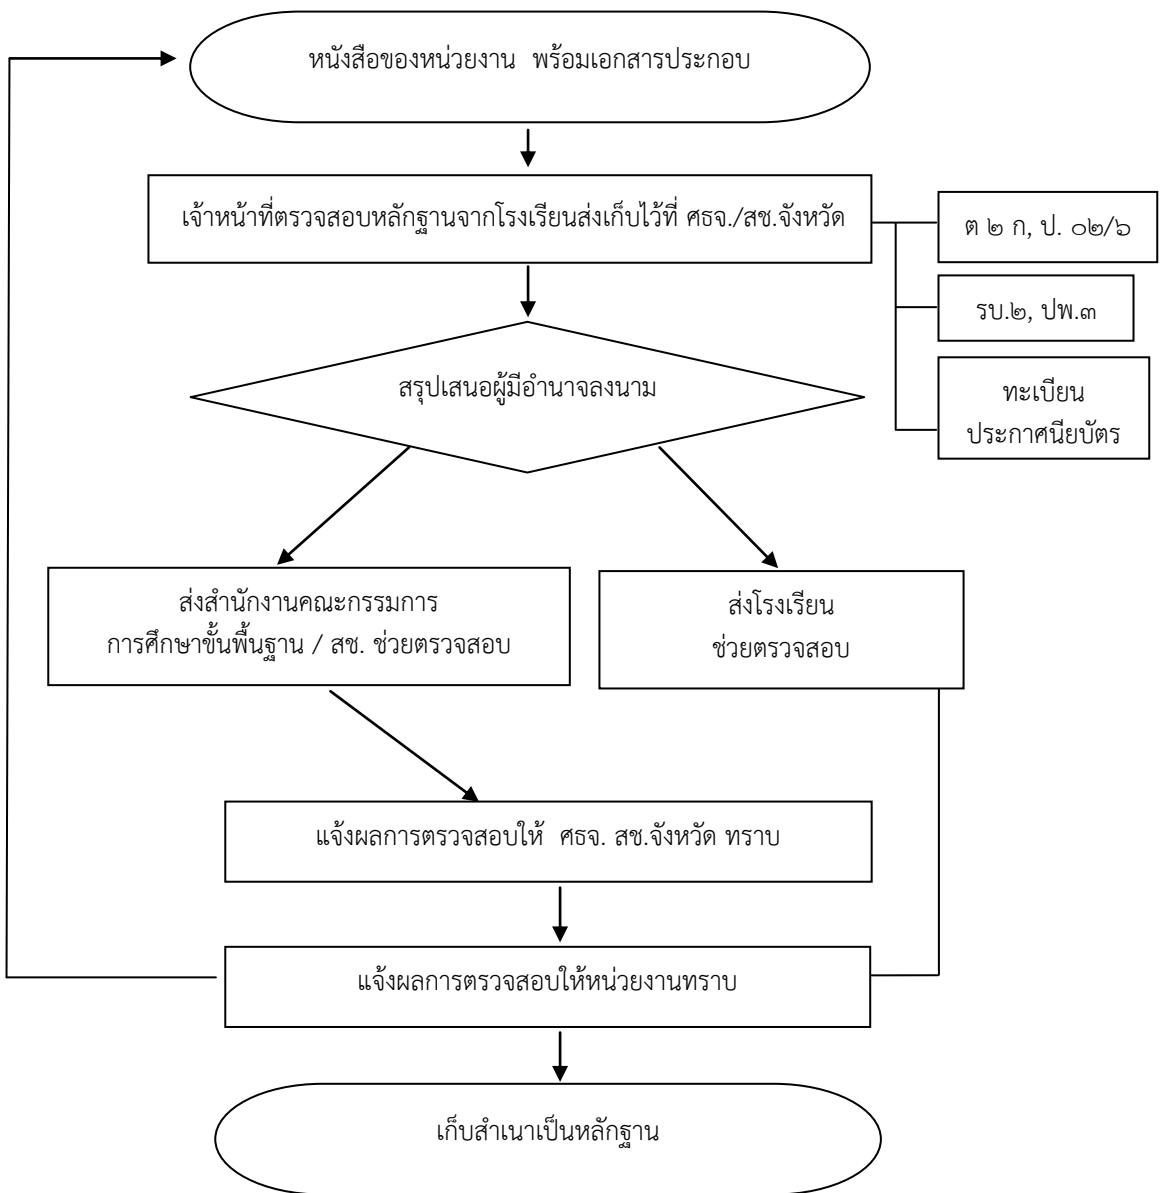 หนังสือของหน่วยงาน พร้อมเอกสารประกอบ
เจ้าหน้าที่ตรวจสอบหลักฐานจากโรงเรียนส่งเก็บไว้ที่ ศธจ./สช.จังหวัด
ต ๒ ก, ป. ๐๒/๖
รบ.๒, ปพ.๓
ทะเบียน
ประกาศนียบัตร
สรุปเสนอผู้มีอำนาจลงนาม
ส่งสำนักงานคณะกรรมการ
การศึกษาขั้นพื้นฐาน / สช. ช่วยตรวจสอบ
ส่งโรงเรียน
ช่วยตรวจสอบ
แจ้งผลการตรวจสอบให้ ศธจ. สช.จังหวัด ทราบ
แจ้งผลการตรวจสอบให้หน่วยงานทราบ
เก็บสำเนาเป็นหลักฐาน